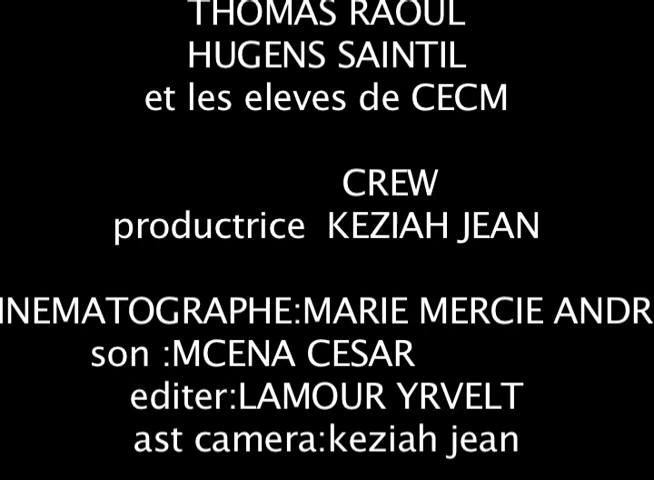 THOMAS RAOUL
HUGENS SAINTIL
et les eleves de CECM
CREW
productrice KEZIAH JEAN
INEMATOGRAPHE:MARIE MERCIE ANDR
son :MCENA CESAR
editer:LAMOUR YRVELT
ast camera:keziah jean